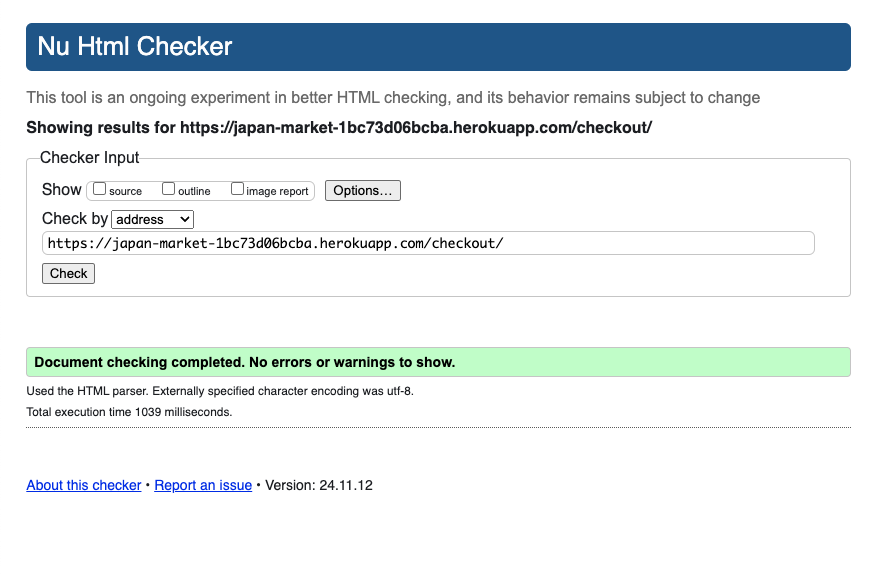 Nu Html Checker
This tool is an ongoing experiment in better HTML checking, and its behavior remains subject to change
Showing results for https://japan-market-1bc73d06bcba.herokuapp.com/checkout/
Checker Input
Show source outline image report Options...
Check by address
https://japan-market-1bc73d06bcba.herokuapp.com/checkout/
Check
Document checking completed. No errors or warnings to show.
Used the HTML parser. Externally specified character encoding was utf-8.
Total execution time 1039 milliseconds.
About this checker • Report an issue • Version: 24.11.12